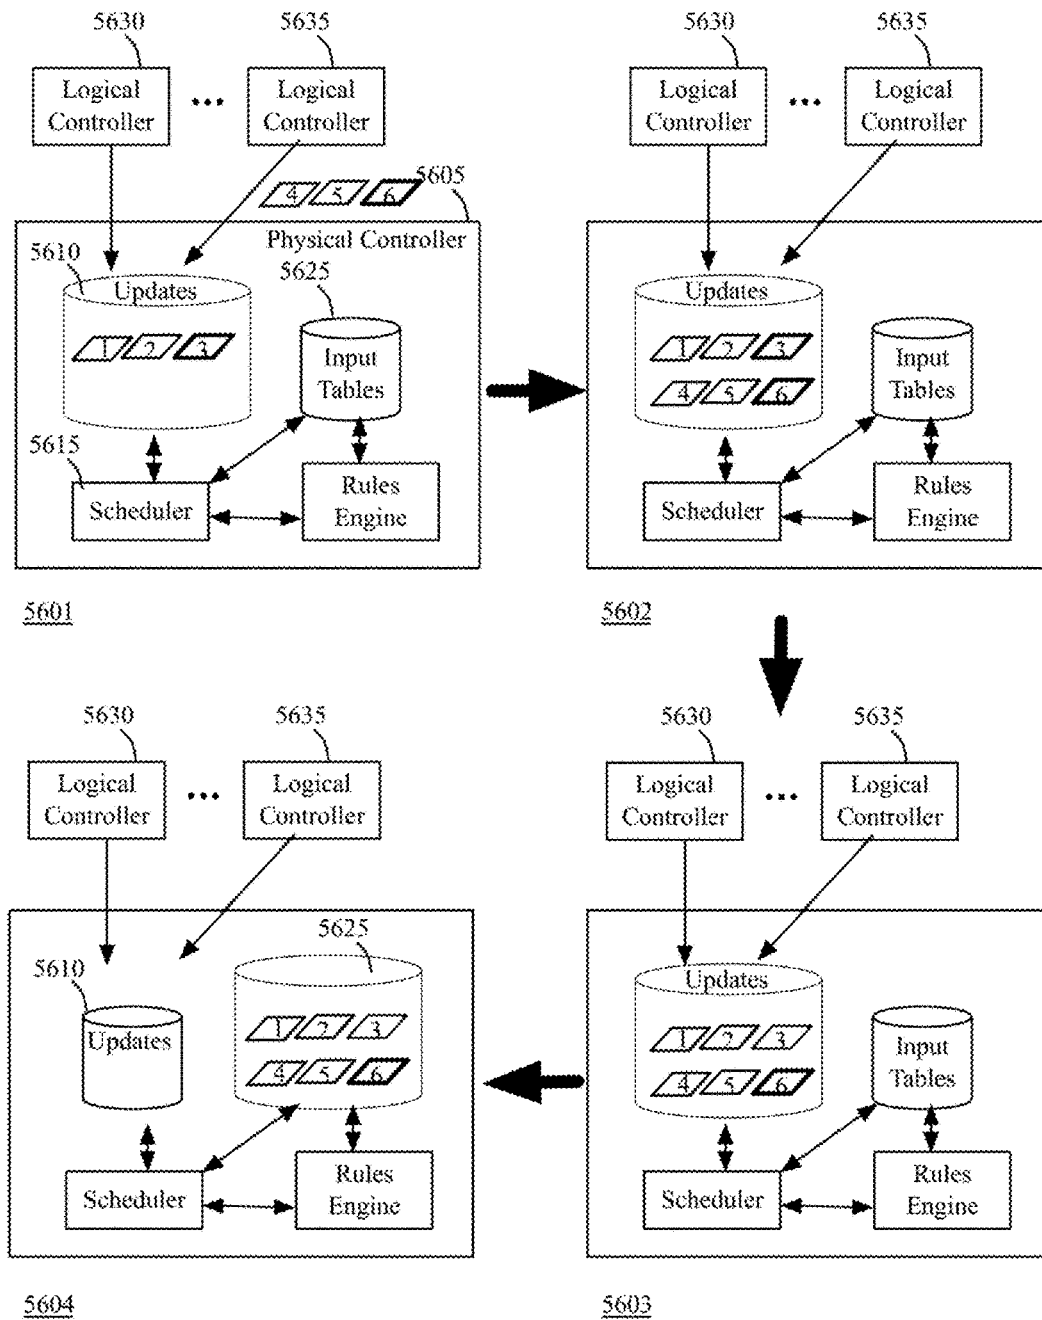 5630 5635
Logical Controller ••• Logical Controller
4 5 6
5605
Physical Controller
5610
5625
Updates
1 2 3
Input Tables
5615
Scheduler
Rules Engine
5601
5630 5635
Logical Controller ••• Logical Controller
Updates
1 2 3
4 5 6
Input Tables
Scheduler
Rules Engine
5602
5630 5635
Logical Controller ••• Logical Controller
5625
5610
Updates
1 2 3
4 5 6
Scheduler
Rules Engine
5604
5630 5635
Logical Controller ••• Logical Controller
Updates
1 2 3
4 5 6
Input Tables
Scheduler
Rules Engine
5603